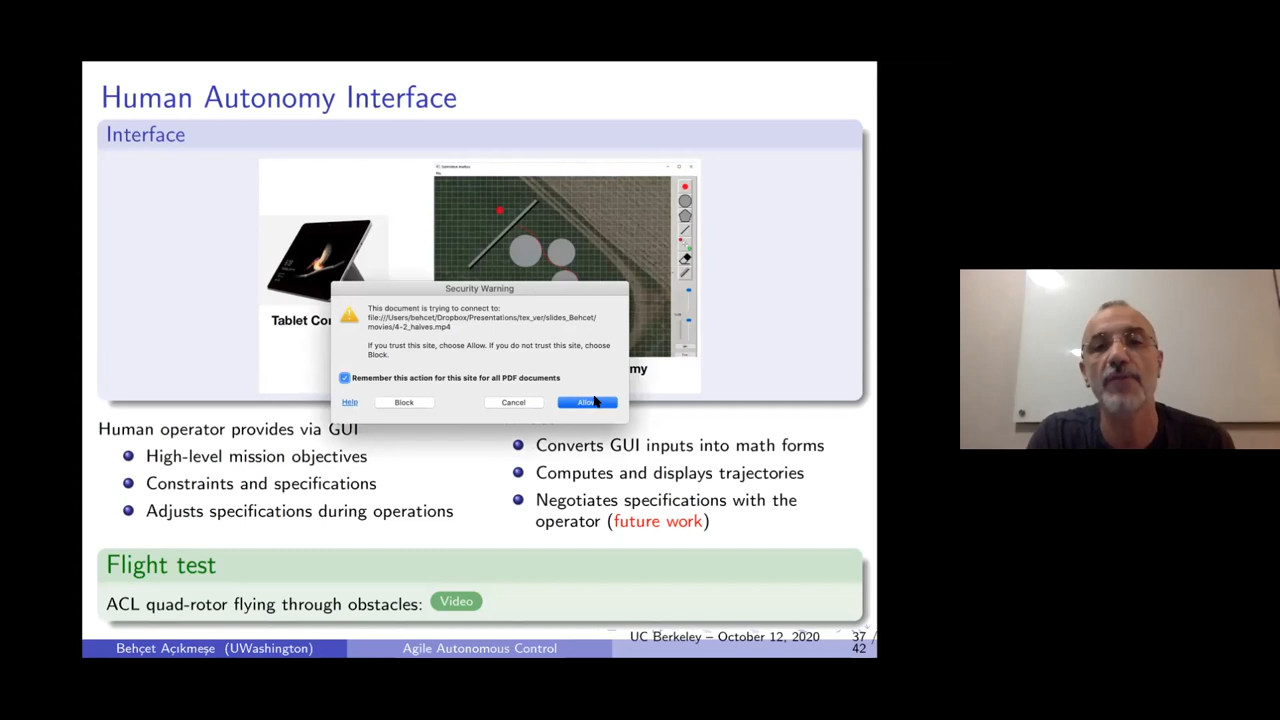 Human Autonomy Interface
Interface
Tablet Co
my
Security Warning
This document is trying to connect to:
file:///Users/behcet/Dropbox/Presentations/tex_ver/slides_Behcet/
movies/4-2_halves.mp4
If you trust this site, choose Allow. If you do not trust this site, choose
Block.
Remember this action for this site for all PDF documents
Help
Block
Cancel
Allow
Human operator provides via GUI
High-level mission objectives
Constraints and specifications
Adjusts specifications during operations
Converts GUI inputs into math forms
Computes and displays trajectories
Negotiates specifications with the
operator (future work)
Flight test
ACL quad-rotor flying through obstacles: Video
UC Berkeley – October 12, 2020 37 /
Behçet Açıkmeşe (UWashington) Agile Autonomous Control 42